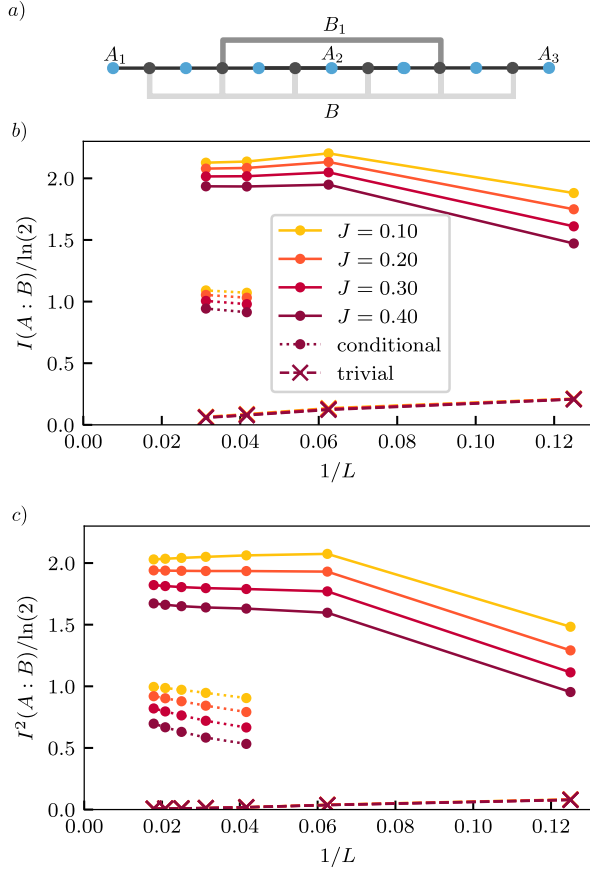 a)
B₁
A₁ A₂ A₃
B
b)
I(A : B)/ln(2)
2.0
1.5
1.0
0.5
0.0
J = 0.10
J = 0.20
J = 0.30
J = 0.40
conditional
trivial
0.00 0.02 0.04 0.06 0.08 0.10 0.12
1/L
c)
I²(A : B)/ln(2)
2.0
1.5
1.0
0.5
0.0
0.00 0.02 0.04 0.06 0.08 0.10 0.12
1/L